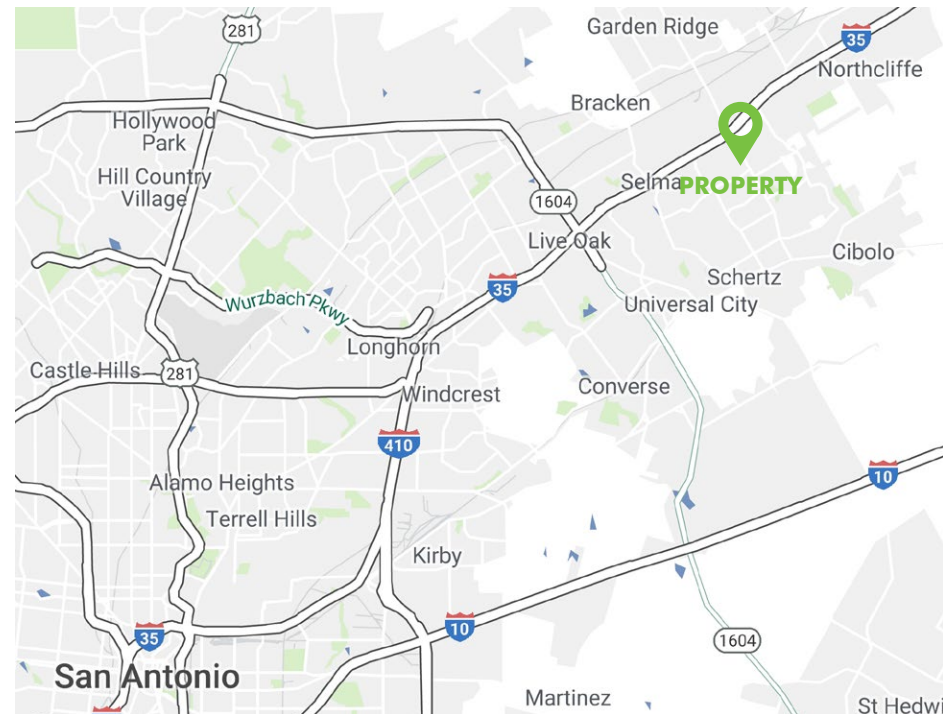 281
Garden Ridge
35
Northcliffe
Bracken
Hollywood
Park
Hill Country
Village
Selma
PROPERTY
1604
Live Oak
Cibolo
Schertz
35
Universal City
Wurzbach Pkwy
Longhorn
Castle Hills
281
Windcrest
Converse
410
10
Alamo Heights
Terrell Hills
Kirby
35
10
1604
San Antonio
Martinez
St Hedwi